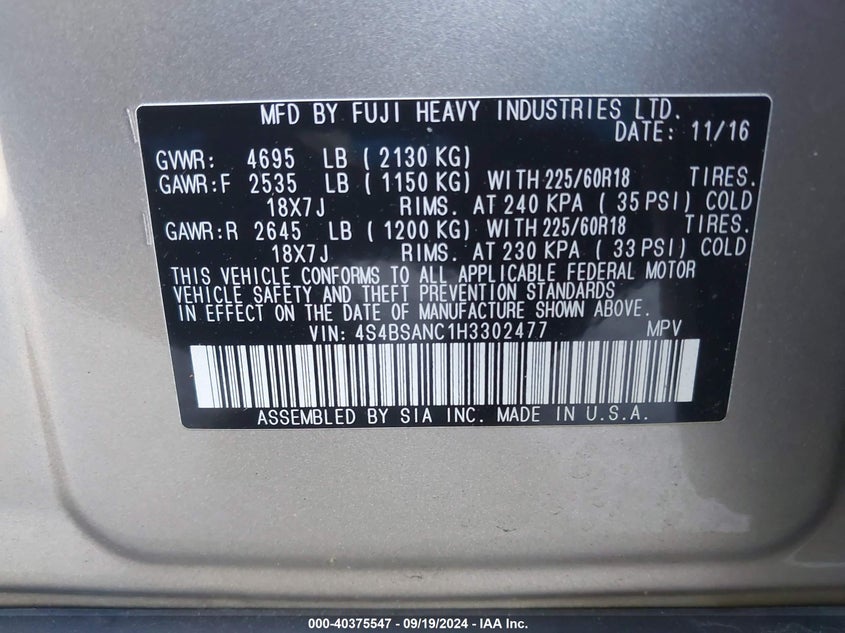 MFD BY FUJI HEAVY INDUSTRIES LTD.
DATE: 11/16
GVWR: 4695 LB ( 2130 KG)
GAWR:F 2535 LB ( 1150 KG) WITH 225/60R18 TIRES.
18X7J RIMS. AT 240 KPA ( 35 PSI) COLD
GAWR:R 2645 LB ( 1200 KG) WITH 225/60R18 TIRES.
18X7J RIMS. AT 230 KPA ( 33 PSI) COLD
THIS VEHICLE CONFORMS TO ALL APPLICABLE FEDERAL MOTOR
VEHICLE SAFETY AND THEFT PREVENTION STANDARDS
IN EFFECT ON THE DATE OF MANUFACTURE SHOWN ABOVE.
VIN: 4S4BSANC1H3302477 MPV
ASSEMBLED BY SIA INC. MADE IN U.S.A.
000-40375547 - 09/19/2024 - IAA Inc.